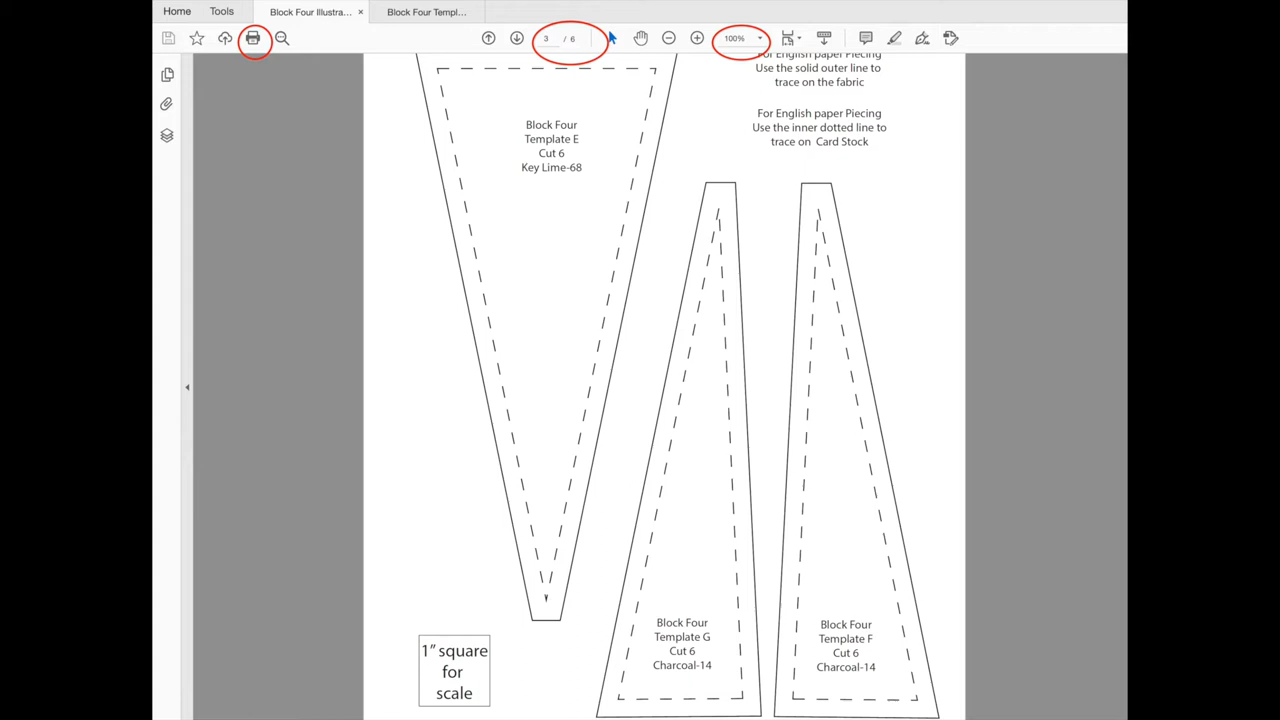 Home Tools Block Four Illustra... × Block Four Templ...
3 / 6 100%
For English paper Piecing
Use the solid outer line to
trace on the fabric
For English paper Piecing
Use the inner dotted line to
trace on Card Stock
Block Four
Template E
Cut 6
Key Lime-68
Block Four
Template G
Cut 6
Charcoal-14
Block Four
Template F
Cut 6
Charcoal-14
1” square
for
scale